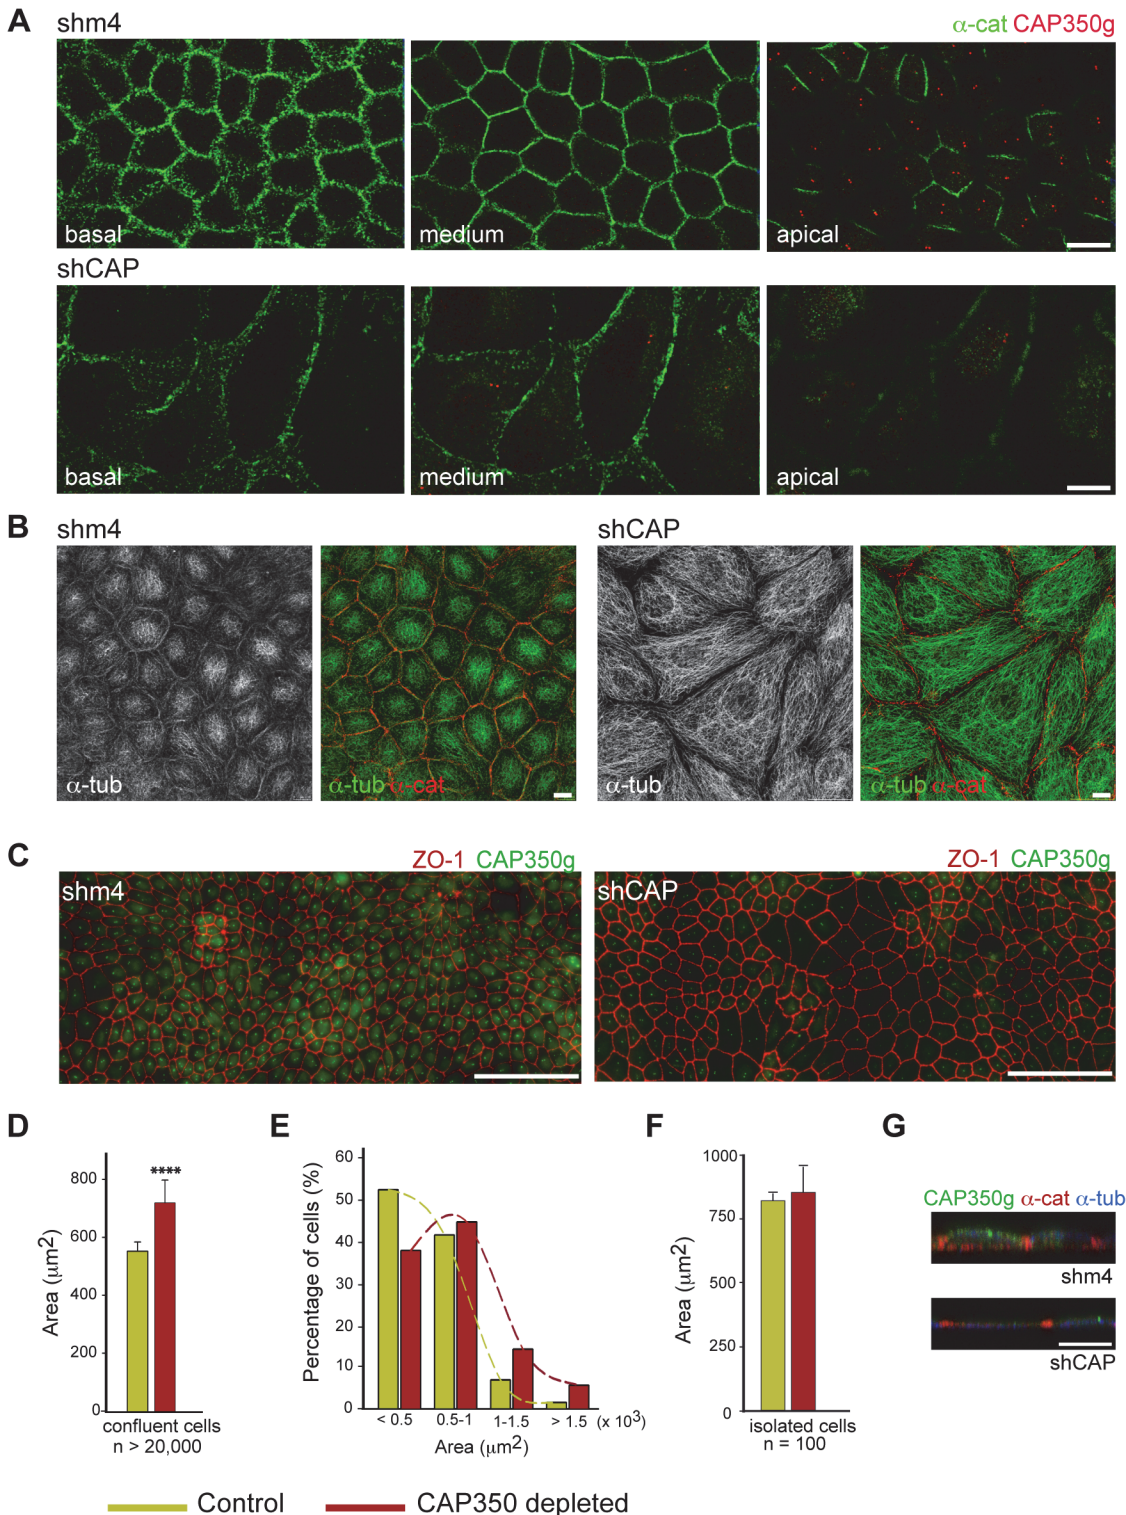 A
shm4
α-cat CAP350g
basal
medium
apical
shCAP
basal
medium
apical
B
shm4
shCAP
α-tub
α-tub α-cat
α-tub
α-tub α-cat
C
ZO-1 CAP350g
ZO-1 CAP350g
shm4
shCAP
D
Area (μm2)
800
600
400
200
0
****
confluent cells
n > 20,000
E
Percentage of cells (%)
60
50
40
30
20
10
0
< 0.5
0.5-1
1-1.5
> 1.5
(x 103)
Area (μm2)
F
Area (μm2)
1000
750
500
250
0
isolated cells
n = 100
G
CAP350g α-cat α-tub
shm4
shCAP
Control
CAP350 depleted